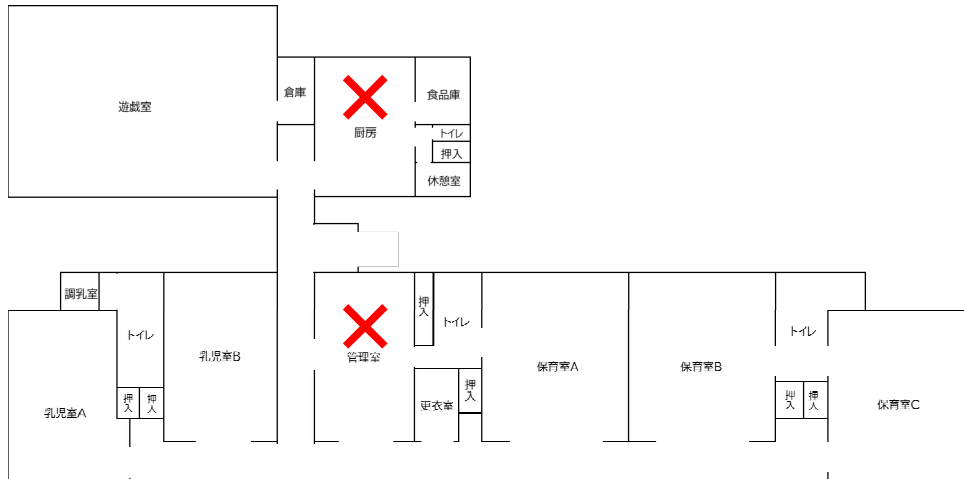 遊戯室
倉庫
厨房
食品庫
トイレ
押入
休憩室
調乳室
トイレ
乳児室B
管理室
押入
トイレ
保育室A
保育室B
トイレ
乳児室A
押入
押入
更衣室
押入
押入
押入
保育室C